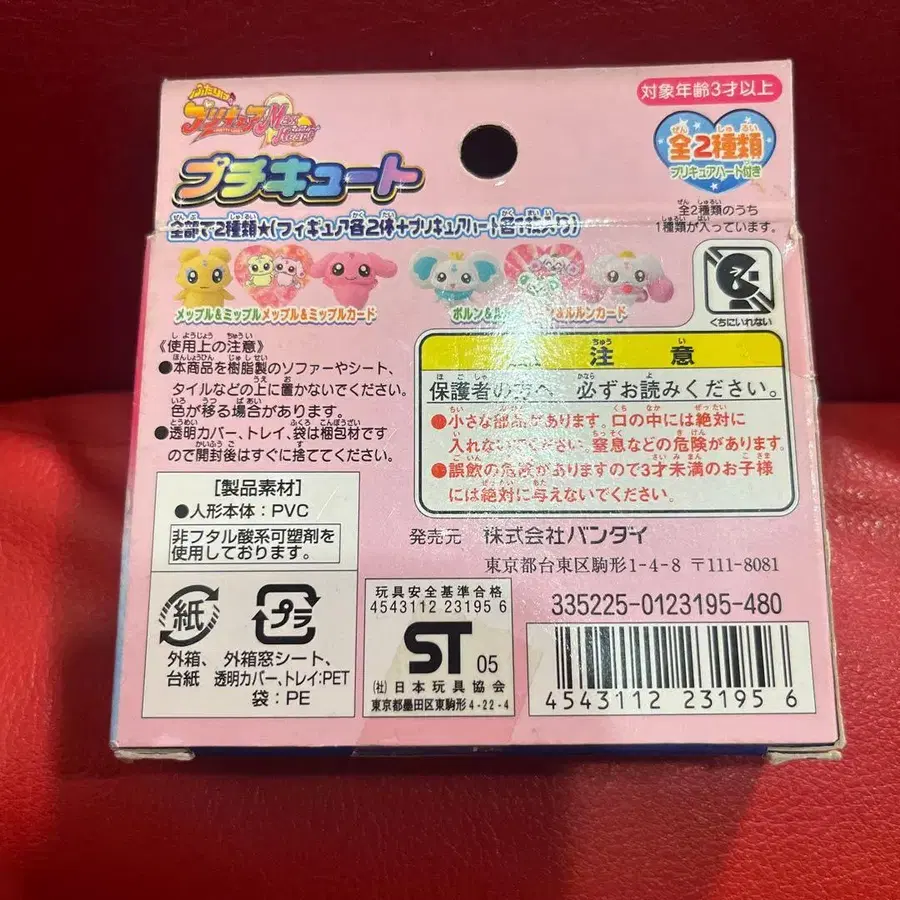 ふたりは
プリキュア Max Heart
対象年齢3才以上
プチキュート
全2種類
プリキュアハート付き
全2種類のうち
1種類が入っています。
全部で2種類★(フィギュア各2体+プリキュアハート
メップル&ミップル メップル&ミップルカード
ポルン& ルルンカード
くちにいれない
《使用上の注意》
●本商品を樹脂製のソファーやシート、
タイルなどの上に置かないでください。
色が移る場合があります。
●透明カバー、トレイ、袋は梱包材です
ので開封後はすぐに捨ててください。
注意
保護者の方へ 必ずお読みください。
●小さな部品があります。口の中には絶対に
入れないでください。窒息などの危険があります。
●誤飲の危険がありますので3才未満のお子様
には絶対に与えないでください。
[製品素材]
●人形本体:PVC
非フタル酸系可塑剤を
使用しております。
発売元 株式会社バンダイ
東京都台東区駒形1-4-8 〒111-8081
紙
外箱、
台紙
プラ
外箱窓シート、
透明カバー、トレイ:PET
袋:PE
玩具安全基準合格
4543112 23195 6
ST 05
(社)日本玩具協会
東京都墨田区東駒形4-22-4
335225-0123195-480
4543112 231956